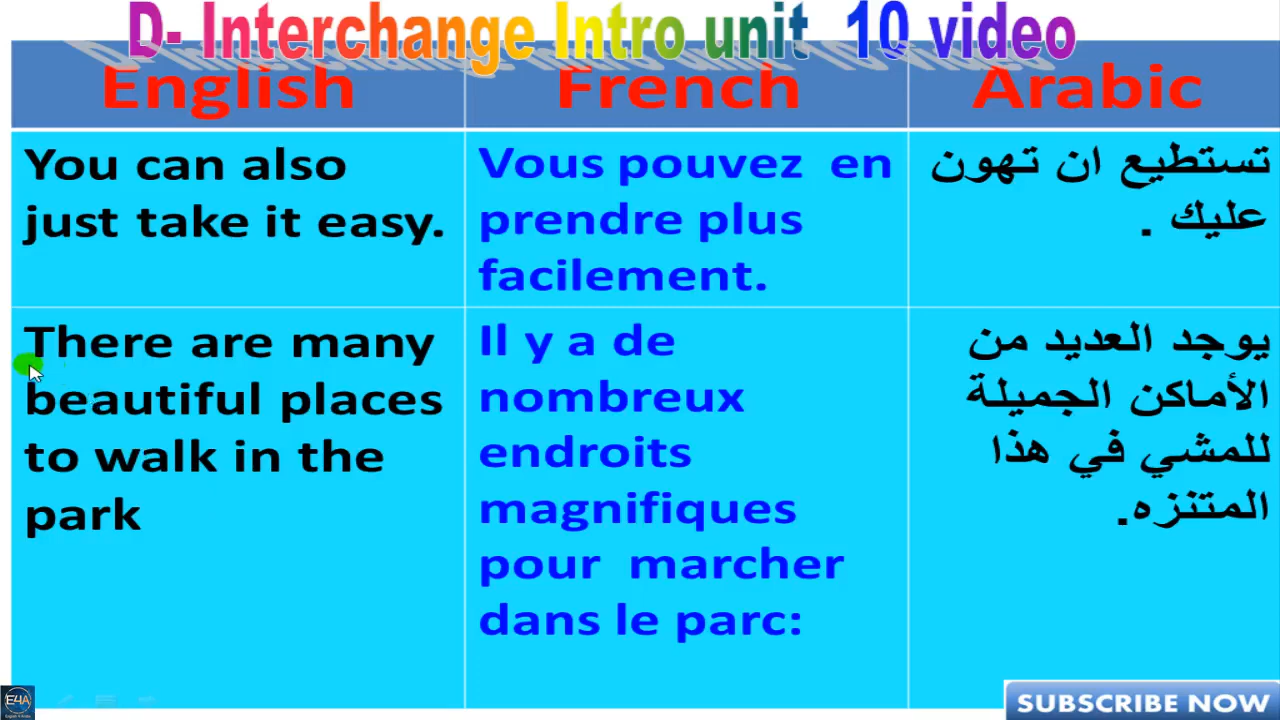 D- Interchange Intro unit 10 video
English
French
Arabic
You can also
just take it easy.
Vous pouvez en
prendre plus
facilement.
تستطيع ان تهون
عليك .
There are many
beautiful places
to walk in the
park
Il y a de
nombreux
endroits
magnifiques
pour marcher
dans le parc:
يوجد العديد من
الأماكن الجميلة
للمشي في هذا
المتنزه.
E4A
SUBSCRIBE NOW